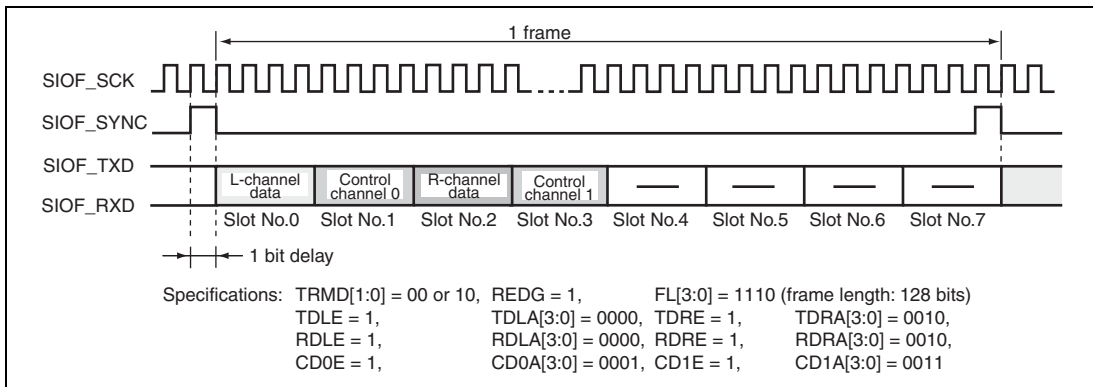 1 frame
SIOF_SCK
SIOF_SYNC
SIOF_TXD
SIOF_RXD
L-channel data
Control channel 0
R-channel data
Control channel 1
Slot No.0 Slot No.1 Slot No.2 Slot No.3 Slot No.4 Slot No.5 Slot No.6 Slot No.7
1 bit delay
Specifications: TRMD[1:0] = 00 or 10, REDG = 1, FL[3:0] = 1110 (frame length: 128 bits)
TDLE = 1, TDLA[3:0] = 0000, TDRE = 1, TDRA[3:0] = 0010,
RDLE = 1, RDLA[3:0] = 0000, RDRE = 1, RDRA[3:0] = 0010,
CD0E = 1, CD0A[3:0] = 0001, CD1E = 1, CD1A[3:0] = 0011